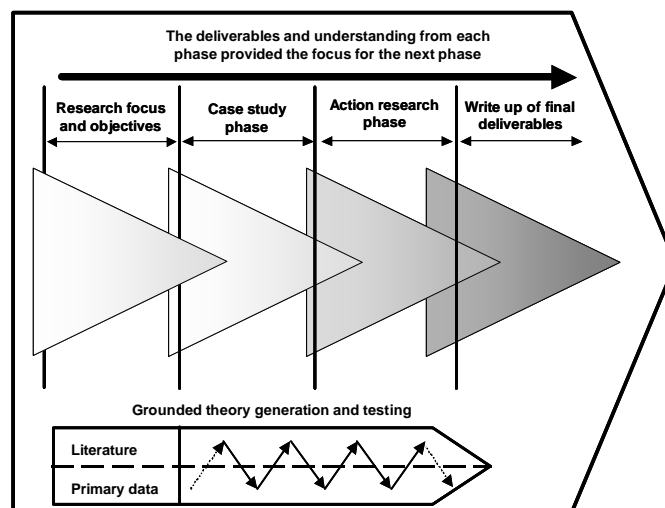 The deliverables and understanding from each
phase provided the focus for the next phase
Research focus
and objectives
Case study
phase
Action research
phase
Write up of final
deliverables
Grounded theory generation and testing
Literature
Primary data